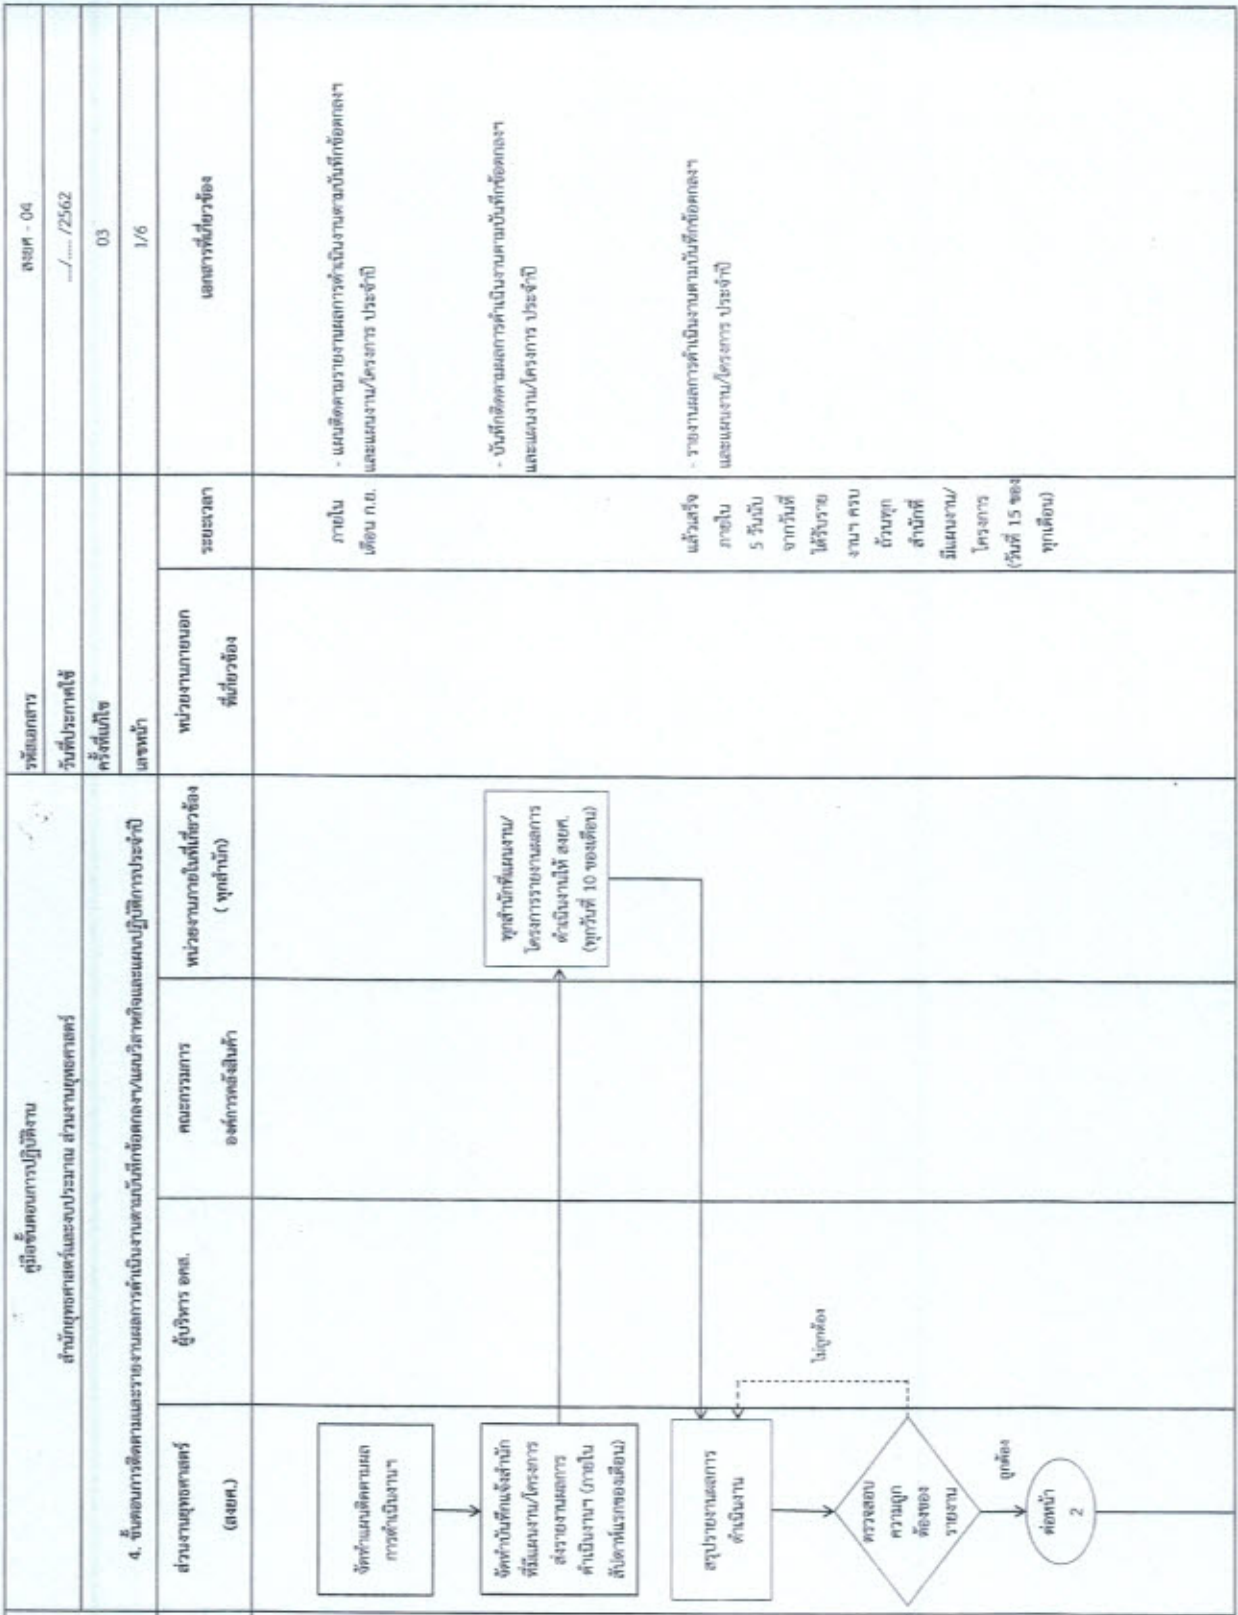 คู่มือขั้นตอนการปฏิบัติงาน
รหัสเอกสาร
สงยศ - 04
สำนักยุทธศาสตร์และงบประมาณ ส่วนงานยุทธศาสตร์
วันที่ประกาศใช้
..../..... /2562
ครั้งที่แก้ไข
03
4. ขั้นตอนการติดตามและรายงานผลการดำเนินงานตามบันทึกข้อตกลงฯ/แผนวิสาหกิจและแผนปฏิบัติการประจำปี
เลขหน้า
1/6
ส่วนงานยุทธศาสตร์
(สงยศ.)
ผู้บริหาร อคส.
คณะกรรมการ
องค์การคลังสินค้า
หน่วยงานภายในที่เกี่ยวข้อง
( ทุกสำนัก)
หน่วยงานภายนอก
ที่เกี่ยวข้อง
ระยะเวลา
เอกสารที่เกี่ยวข้อง
จัดทำแผนติดตามผล
การดำเนินงานฯ
ภายใน
เดือน ก.ย.
- แผนติดตามรายงานผลการดำเนินงานตามบันทึกข้อตกลงฯ
และแผนงาน/โครงการ ประจำปี
จัดทำบันทึกแจ้งสำนัก
ที่มีแผนงาน/โครงการ
ส่งรายงานผลการ
ดำเนินงานฯ (ภายใน
สัปดาห์แรกของเดือน)
ทุกสำนักที่แผนงาน/
โครงการรายงานผลการ
ดำเนินงานให้ สงยศ.
(ทุกวันที่ 10 ของเดือน)
- บันทึกติดตามผลการดำเนินงานตามบันทึกข้อตกลงฯ
และแผนงาน/โครงการ ประจำปี
สรุปรายงานผลการ
ดำเนินงาน
แล้วเสร็จ
ภายใน
5 วันนับ
จากวันที่
ได้รับราย
งานฯ ครบ
ถ้วนทุก
สำนักที่
มีแผนงาน/
โครงการ
(วันที่ 15 ของ
ทุกเดือน)
- รายงานผลการดำเนินงานตามบันทึกข้อตกลงฯ
และแผนงาน/โครงการ ประจำปี
ไม่ถูกต้อง
ตรวจสอบ
ความถูก
ต้องของ
รายงาน
ถูกต้อง
ต่อหน้า
2